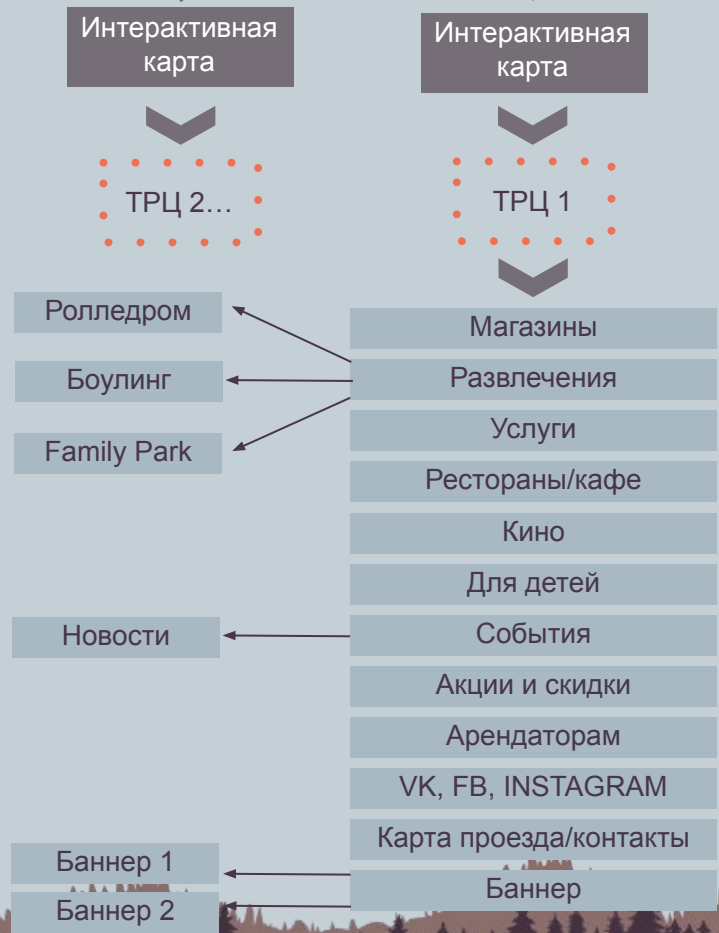 Интерактивная
карта
Интерактивная
карта
ТРЦ 2...
ТРЦ 1
Ролледром
Боулинг
Family Park
Новости
Баннер 1
Баннер 2
Магазины
Развлечения
Услуги
Рестораны/кафе
Кино
Для детей
События
Акции и скидки
Арендаторам
VK, FB, INSTAGRAM
Карта проезда/контакты
Баннер